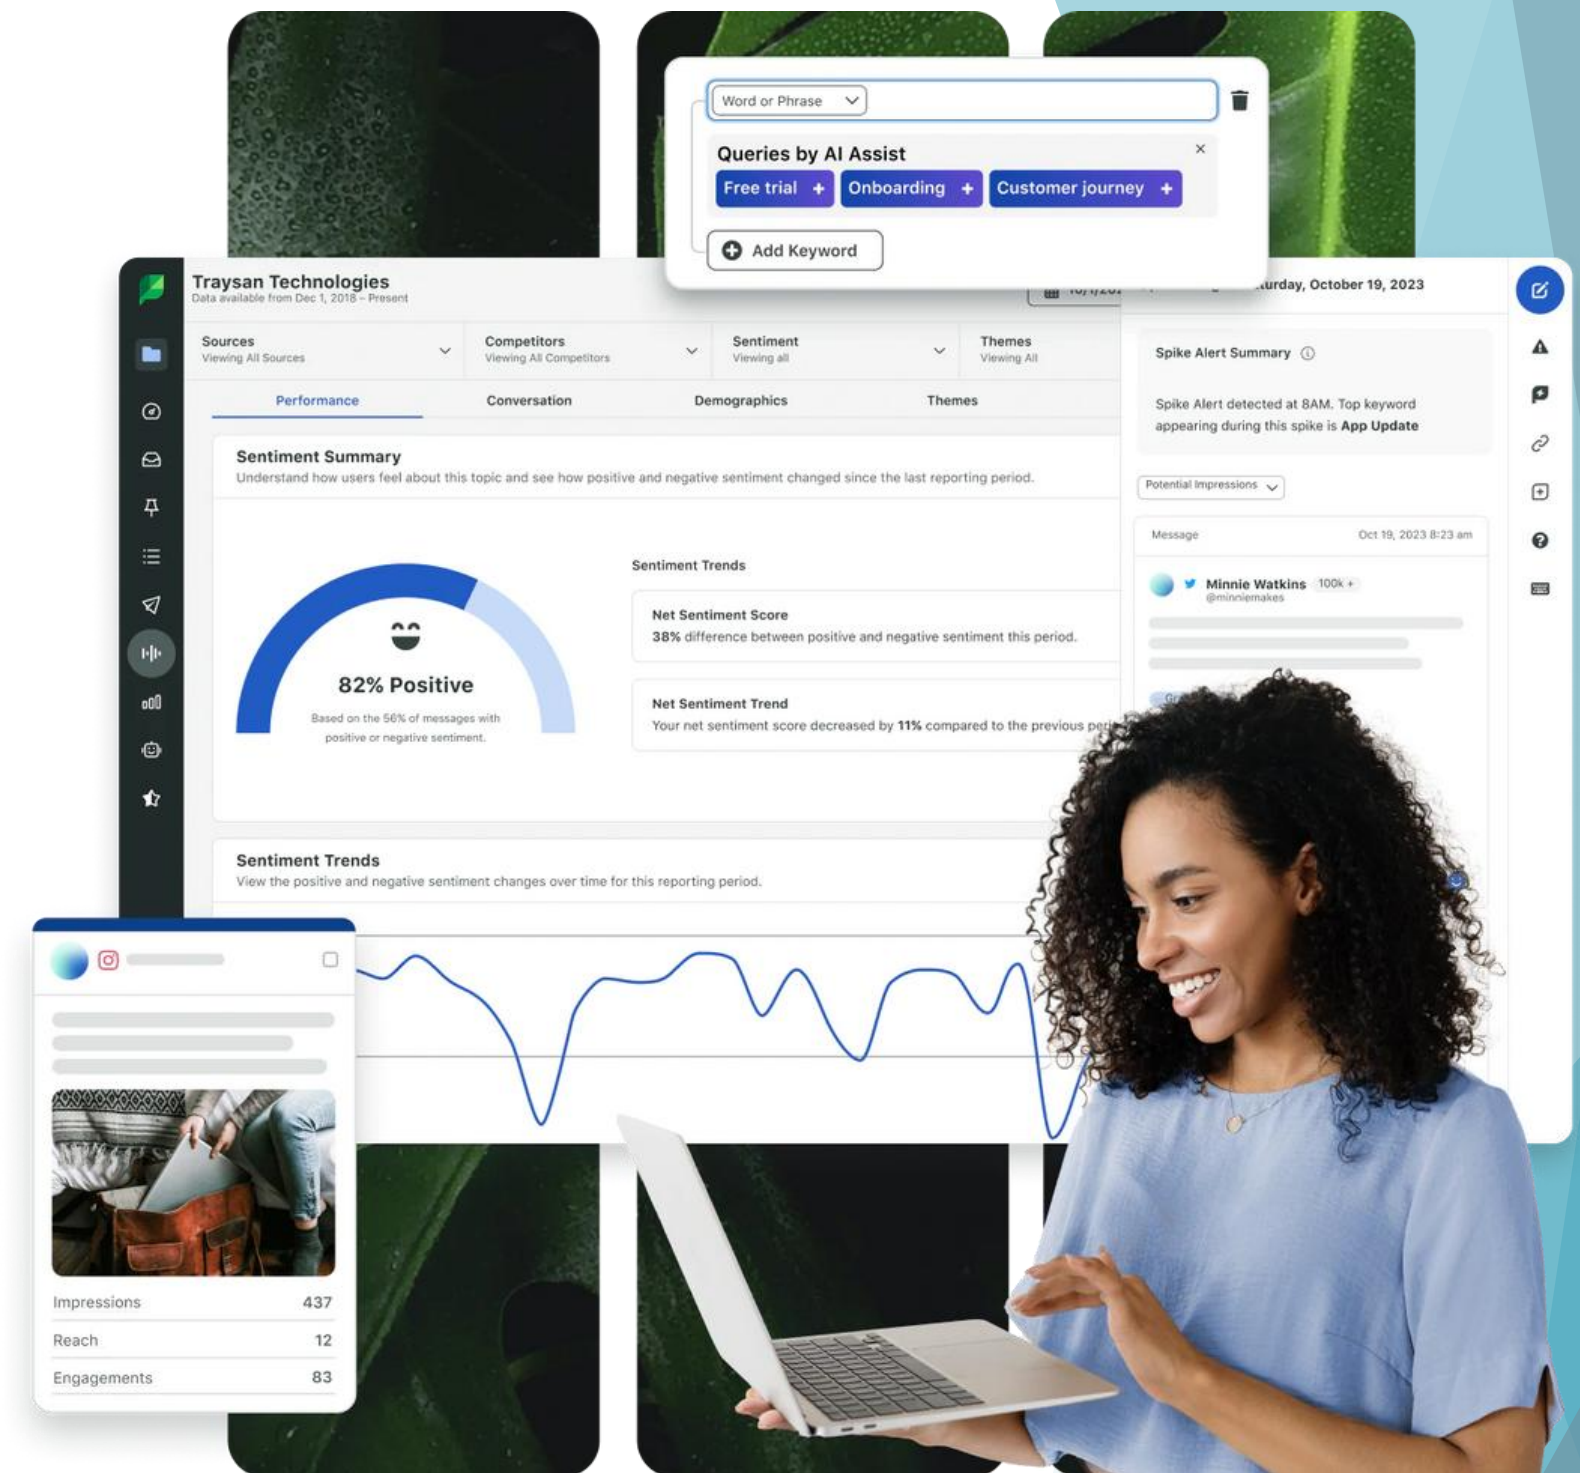 Word or Phrase
Queries by AI Assist
Free trial + Onboarding + Customer journey +
Add Keyword
Traysan Technologies
Data available from Dec 1, 2018 – Present
October 19, 2023
Sources
Viewing All Sources
Competitors
Viewing All Competitors
Sentiment
Viewing all
Themes
Viewing All
Performance
Conversation
Demographics
Themes
Sentiment Summary
Understand how users feel about this topic and see how positive and negative sentiment changed since the last reporting period.
82% Positive
Based on the 56% of messages with
positive or negative sentiment.
Sentiment Trends
Net Sentiment Score
38% difference between positive and negative sentiment this period.
Net Sentiment Trend
Your net sentiment score decreased by 11% compared to the previous
Sentiment Trends
View the positive and negative sentiment changes over time for this reporting period.
Spike Alert Summary
Spike Alert detected at 8AM. Top keyword
appearing during this spike is App Update
Potential Impressions
Message
Oct 19, 2023 8:23 am
Minnie Watkins 100k +
@minniemakes
Impressions 437
Reach 12
Engagements 83